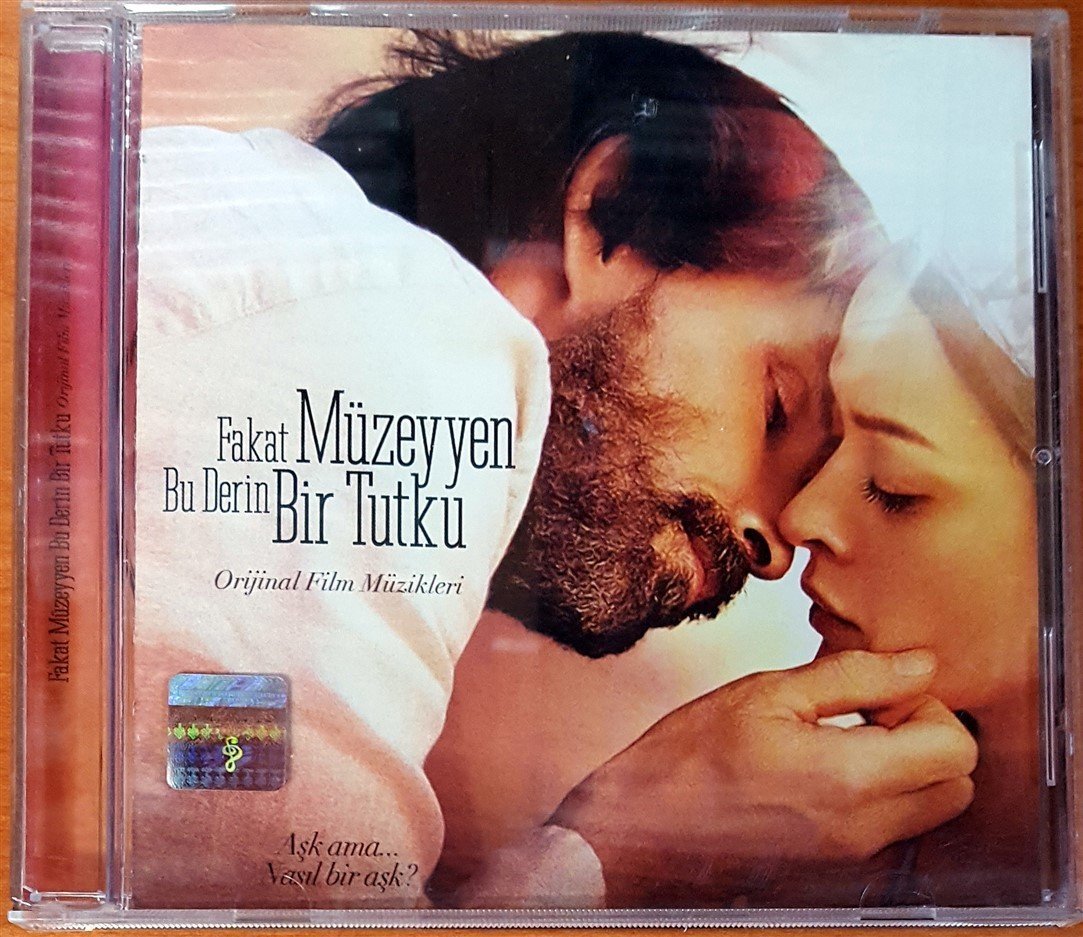 Fakat Müzeyyen
Bu Derin Bir Tutku
Orijinal Film Müzikleri
Aşk ama...
Nasıl bir aşk?
Fakat Müzeyyen Bu Derin Bir Tutku Orijinal Film Müzikleri